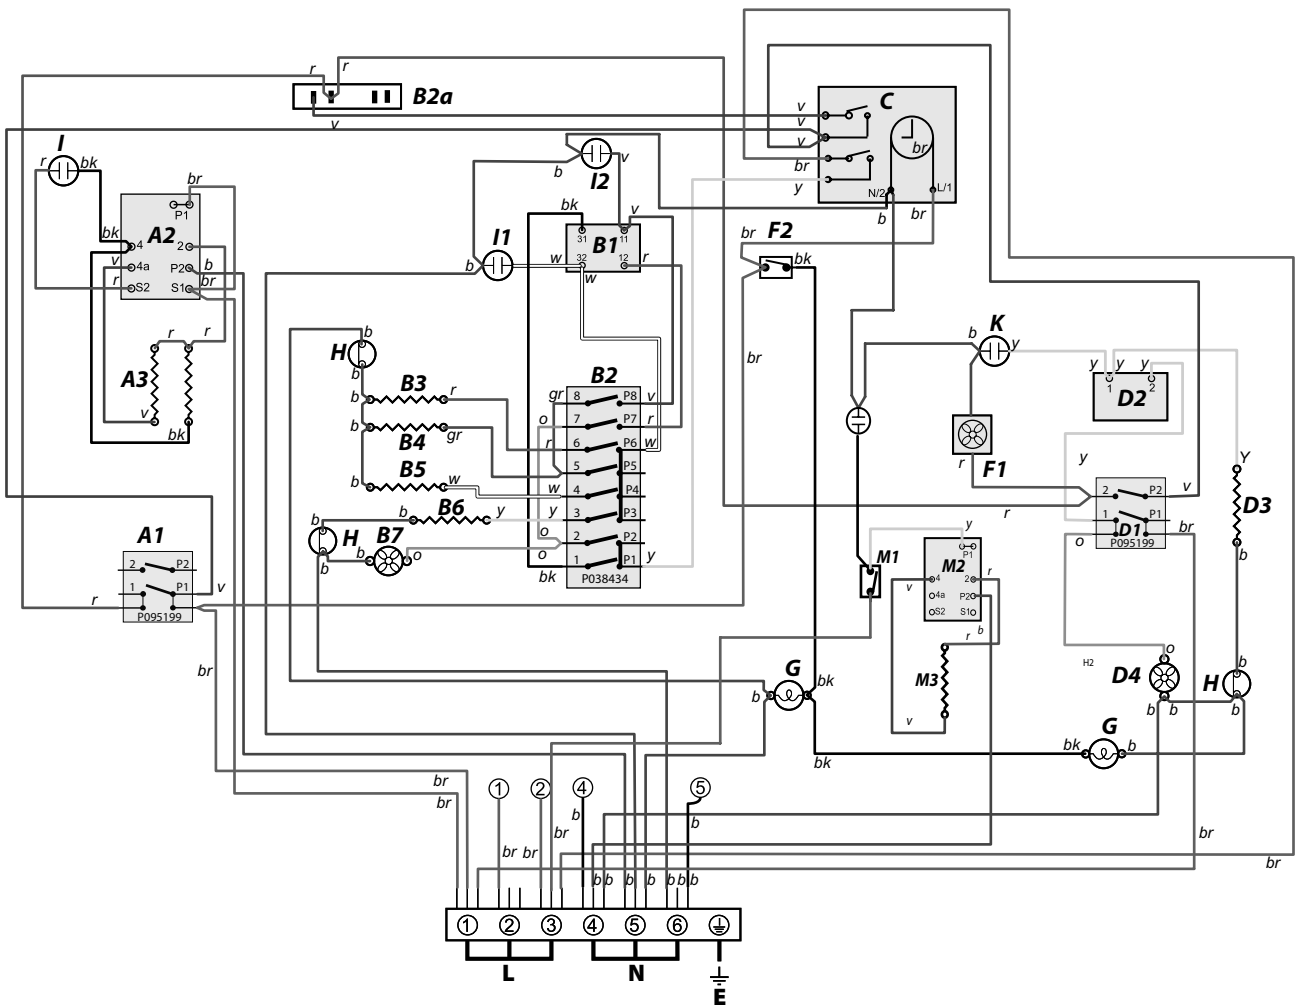 r
r
B2a
v
C
v
v
v
br
y
br
N/2
L/1
b
br
I
r
bk
br
P1
A2
bk
4
2
v
4a
P2
b
r
S2
S1
br
r
r
A3
v
bk
b
v
I2
bk
v
31
11
B1
I1
b
w
32
12
r
w
br
F2
bk
br
b
K
y
y
y
y
1
2
D2
b
H
b
b
B3
r
b
B4
gr
b
B5
w
b
B6
y
b
H
B7
b
b
o
B2
gr
8
P8
v
o
7
P7
r
r
6
P6
w
5
P5
w
4
P4
y
3
P3
o
2
P2
o
1
P1
y
bk
P038434
r
F1
y
Y
D3
b
r
2
P2
v
1
P1
br
o
D1
P095199
A1
2
P2
1
P1
v
r
P095199
br
M1
y
P1
M2
v
4
2
r
4a
P2
S2
S1
b
r
M3
v
H2
o
D4
b
b
b
H
b
G
b
bk
bk
G
bk
b
br
br
1
2
4
5
b
b
br
br
br
br
br
b
b
b
b
b
b
1
2
3
4
5
6
L
N
E